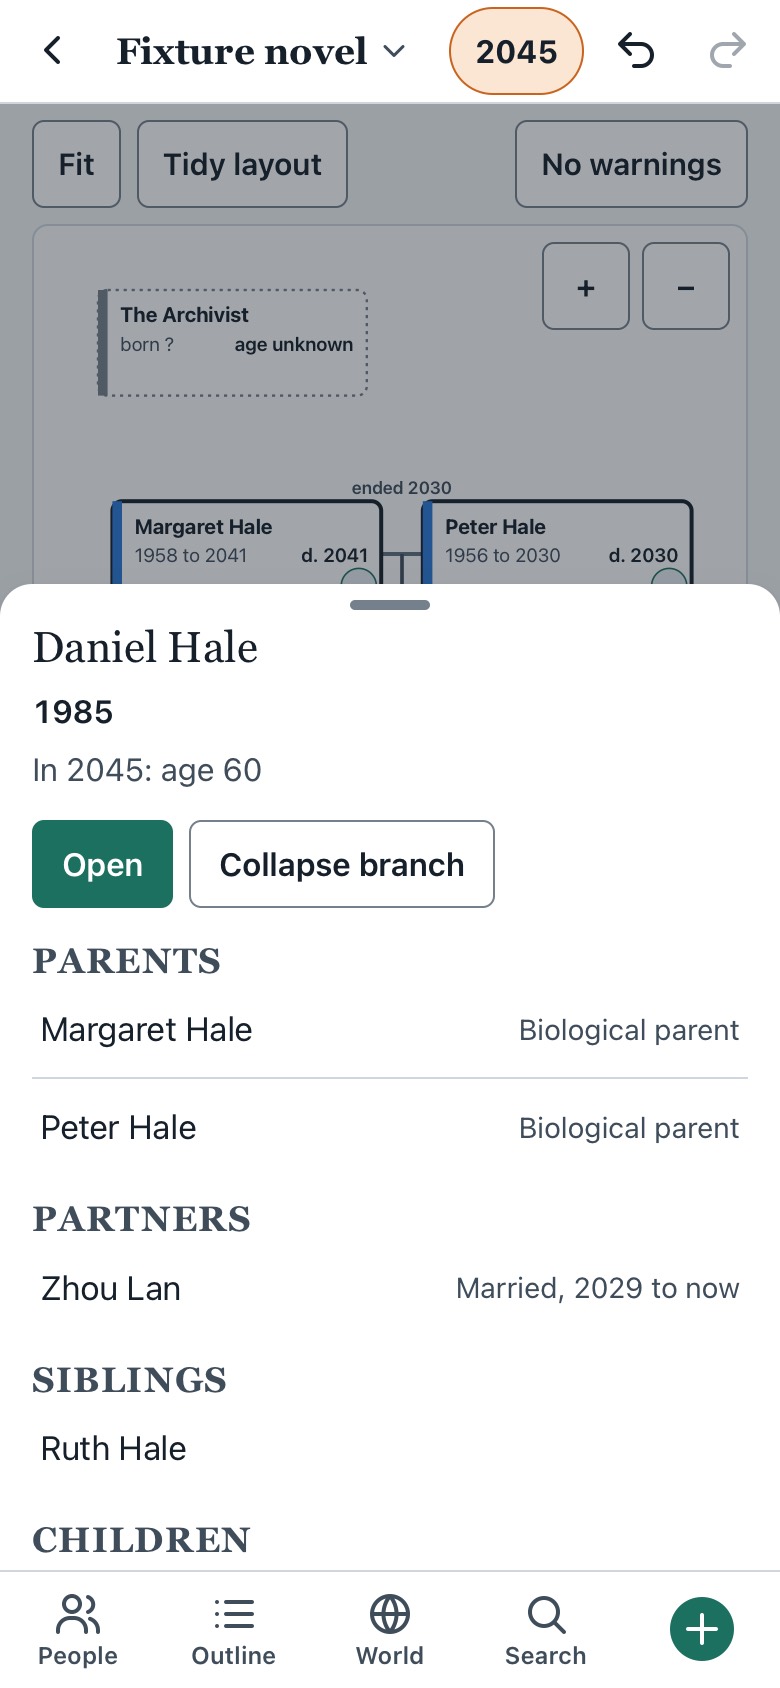 Fixture novel
2045
Fit
Tidy layout
No warnings
+
−
The Archivist
born ?
age unknown
ended 2030
Margaret Hale
1958 to 2041
d. 2041
Peter Hale
1956 to 2030
d. 2030
Daniel Hale
1985
In 2045: age 60
Open
Collapse branch
PARENTS
Margaret Hale
Biological parent
Peter Hale
Biological parent
PARTNERS
Zhou Lan
Married, 2029 to now
SIBLINGS
Ruth Hale
CHILDREN
People
Outline
World
Search